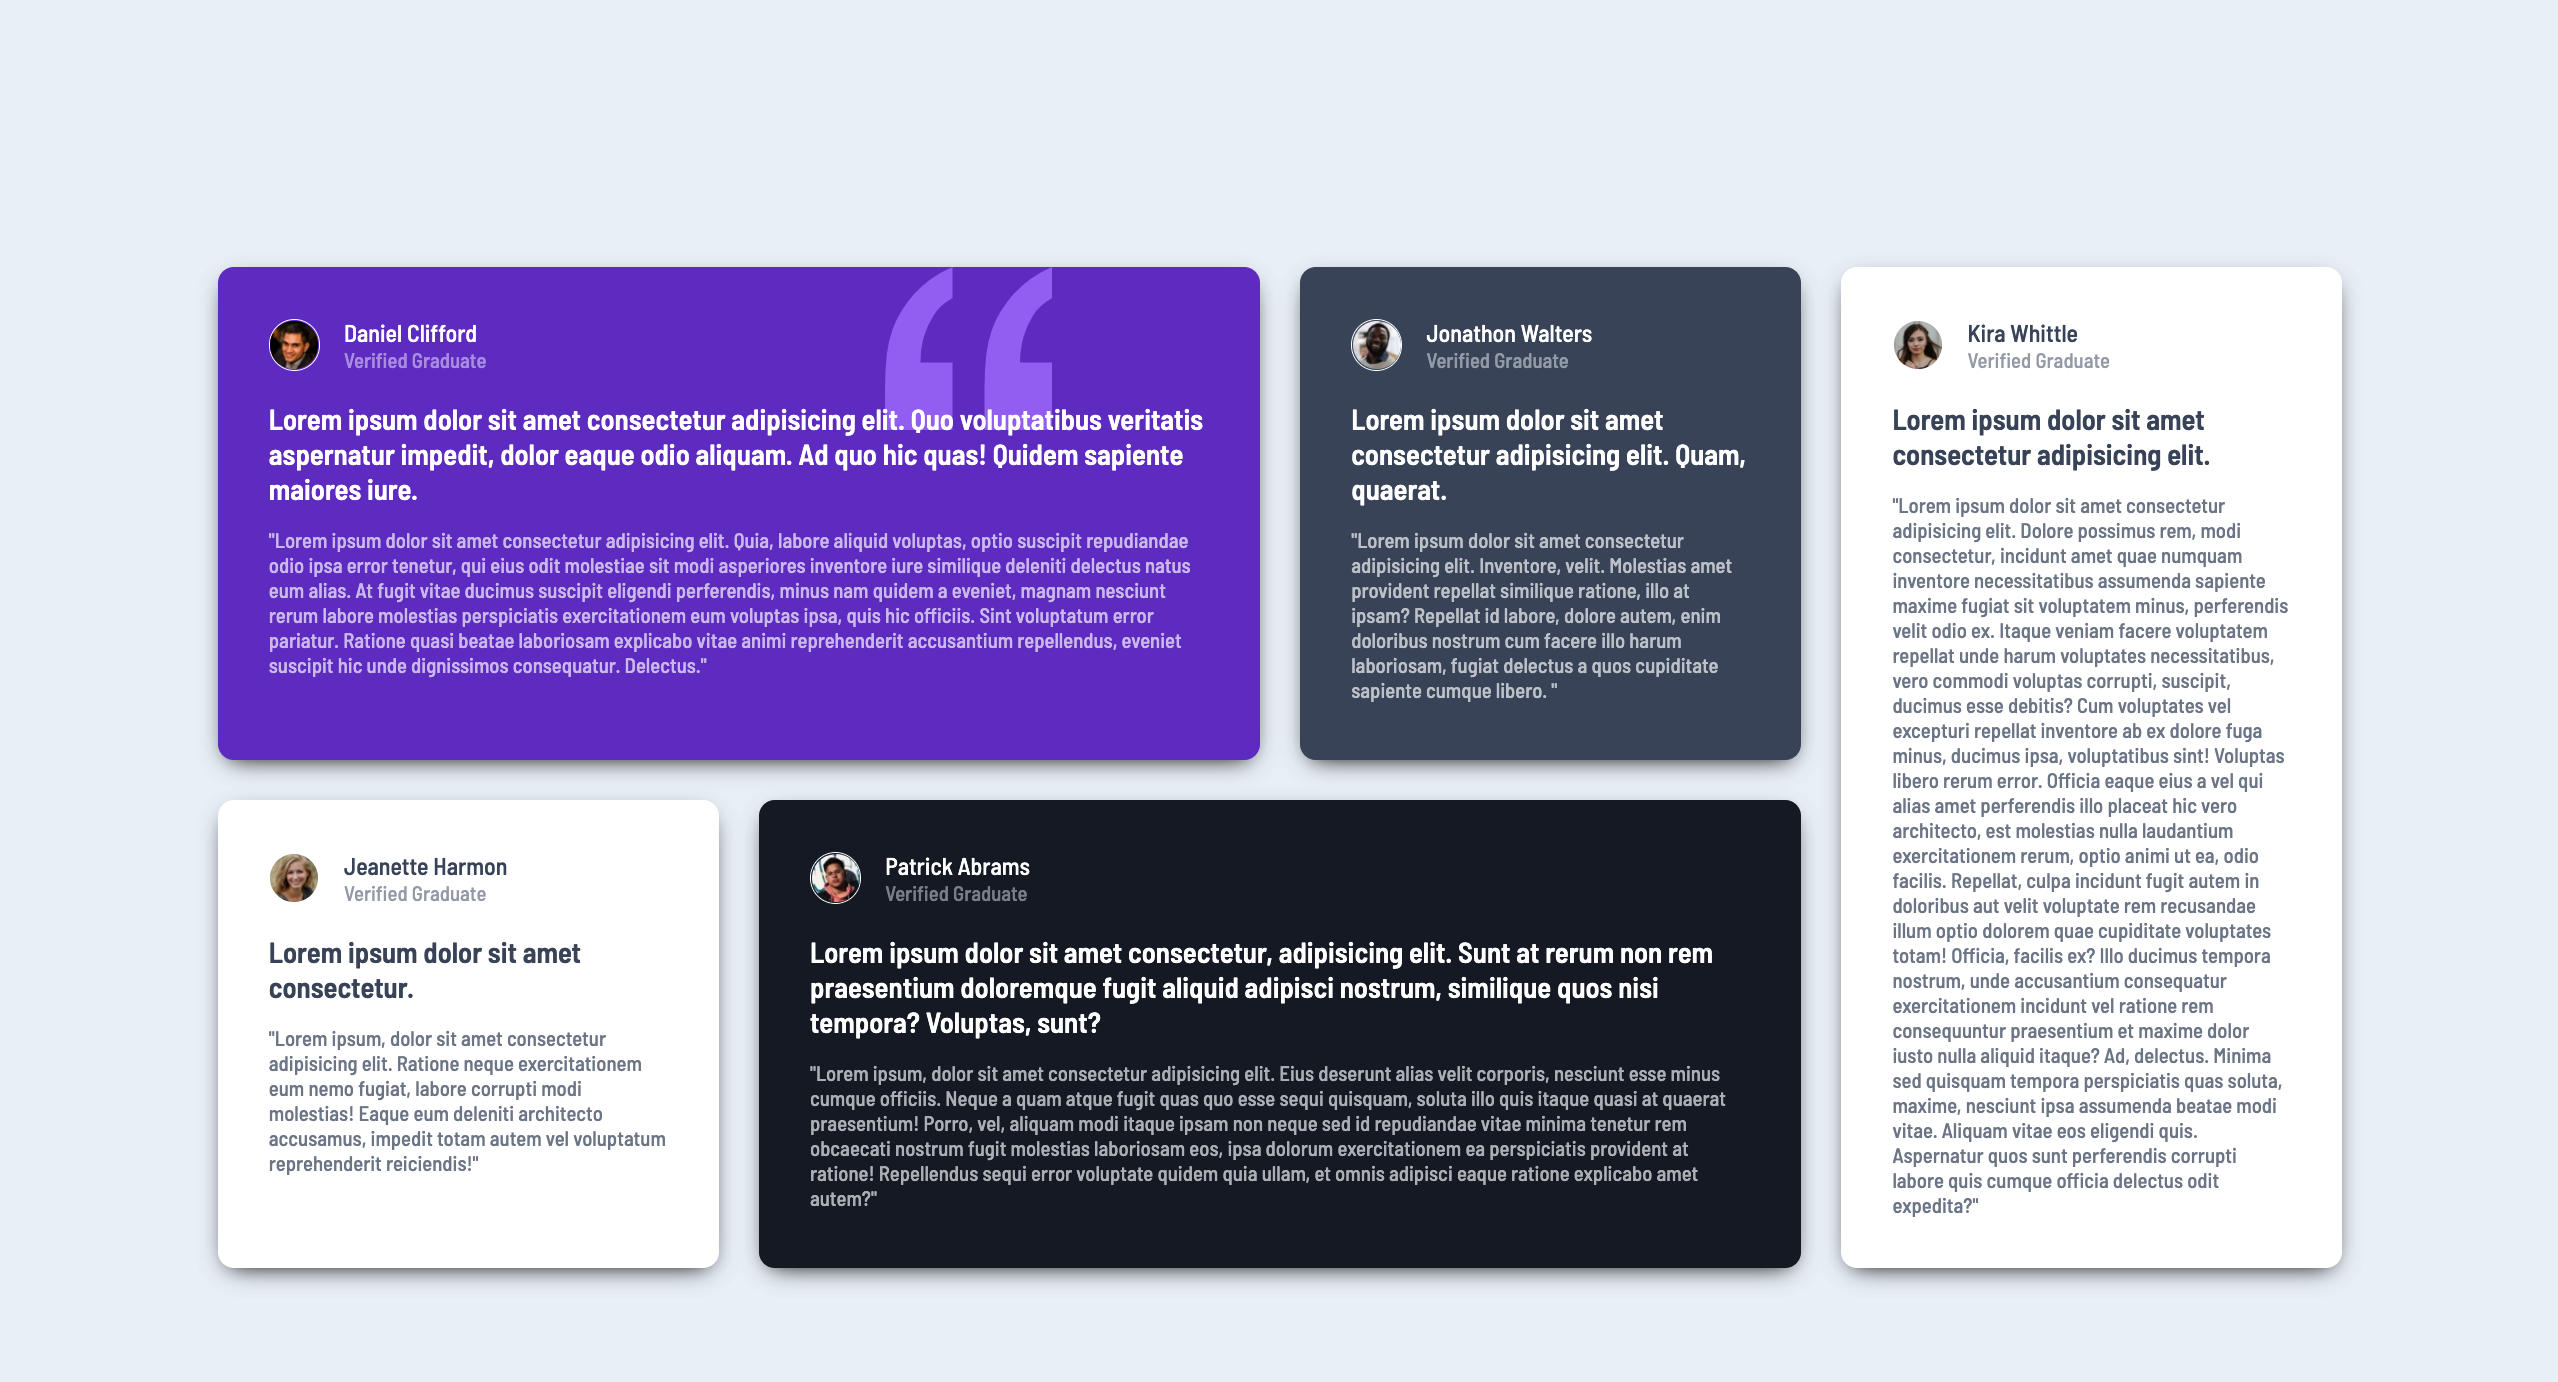 Daniel Clifford
Verified Graduate
Lorem ipsum dolor sit amet consectetur adipisicing elit. Quo voluptatibus veritatis
aspernatur impedit, dolor eaque odio aliquam. Ad quo hic quas! Quidem sapiente
maiores iure.
"Lorem ipsum dolor sit amet consectetur adipisicing elit. Quia, labore aliquid voluptas, optio suscipit repudiandae
odio ipsa error tenetur, qui eius odit molestiae sit modi asperiores inventore iure similique deleniti delectus natus
eum alias. At fugit vitae ducimus suscipit eligendi perferendis, minus nam quidem a eveniet, magnam nesciunt
rerum labore molestias perspiciatis exercitationem eum voluptas ipsa, quis hic officiis. Sint voluptatum error
pariatur. Ratione quasi beatae laboriosam explicabo vitae animi reprehenderit accusantium repellendus, eveniet
suscipit hic unde dignissimos consequatur. Delectus."
Jonathon Walters
Verified Graduate
Lorem ipsum dolor sit amet
consectetur adipisicing elit. Quam,
quaerat.
"Lorem ipsum dolor sit amet consectetur
adipisicing elit. Inventore, velit. Molestias amet
provident repellat similique ratione, illo at
ipsam? Repellat id labore, dolore autem, enim
doloribus nostrum cum facere illo harum
laboriosam, fugiat delectus a quos cupiditate
sapiente cumque libero. "
Kira Whittle
Verified Graduate
Lorem ipsum dolor sit amet
consectetur adipisicing elit.
"Lorem ipsum dolor sit amet consectetur
adipisicing elit. Dolore possimus rem, modi
consectetur, incidunt amet quae numquam
inventore necessitatibus assumenda sapiente
maxime fugiat sit voluptatem minus, perferendis
velit odio ex. Itaque veniam facere voluptatem
repellat unde harum voluptates necessitatibus,
vero commodi voluptas corrupti, suscipit,
ducimus esse debitis? Cum voluptates vel
excepturi repellat inventore ab ex dolore fuga
minus, ducimus ipsa, voluptatibus sint! Voluptas
libero rerum error. Officia eaque eius a vel qui
alias amet perferendis illo placeat hic vero
architecto, est molestias nulla laudantium
exercitationem rerum, optio animi ut ea, odio
facilis. Repellat, culpa incidunt fugit autem in
doloribus aut velit voluptate rem recusandae
illum optio dolorem quae cupiditate voluptates
totam! Officia, facilis ex? Illo ducimus tempora
nostrum, unde accusantium consequatur
exercitationem incidunt vel ratione rem
consequuntur praesentium et maxime dolor
iusto nulla aliquid itaque? Ad, delectus. Minima
sed quisquam tempora perspiciatis quas soluta,
maxime, nesciunt ipsa assumenda beatae modi
vitae. Aliquam vitae eos eligendi quis.
Aspernatur quos sunt perferendis corrupti
labore quis cumque officia delectus odit
expedita?"
Jeanette Harmon
Verified Graduate
Lorem ipsum dolor sit amet
consectetur.
"Lorem ipsum, dolor sit amet consectetur
adipisicing elit. Ratione neque exercitationem
eum nemo fugiat, labore corrupti modi
molestias! Eaque eum deleniti architecto
accusamus, impedit totam autem vel voluptatum
reprehenderit reiciendis!"
Patrick Abrams
Verified Graduate
Lorem ipsum dolor sit amet consectetur, adipisicing elit. Sunt at rerum non rem
praesentium doloremque fugit aliquid adipisci nostrum, similique quos nisi
tempora? Voluptas, sunt?
"Lorem ipsum, dolor sit amet consectetur adipisicing elit. Eius deserunt alias velit corporis, nesciunt esse minus
cumque officiis. Neque a quam atque fugit quas quo esse sequi quisquam, soluta illo quis itaque quasi at quaerat
praesentium! Porro, vel, aliquam modi itaque ipsam non neque sed id repudiandae vitae minima tenetur rem
obcaecati nostrum fugit molestias laboriosam eos, ipsa dolorum exercitationem ea perspiciatis provident at
ratione! Repellendus sequi error voluptate quidem quia ullam, et omnis adipisci eaque ratione explicabo amet
autem?"